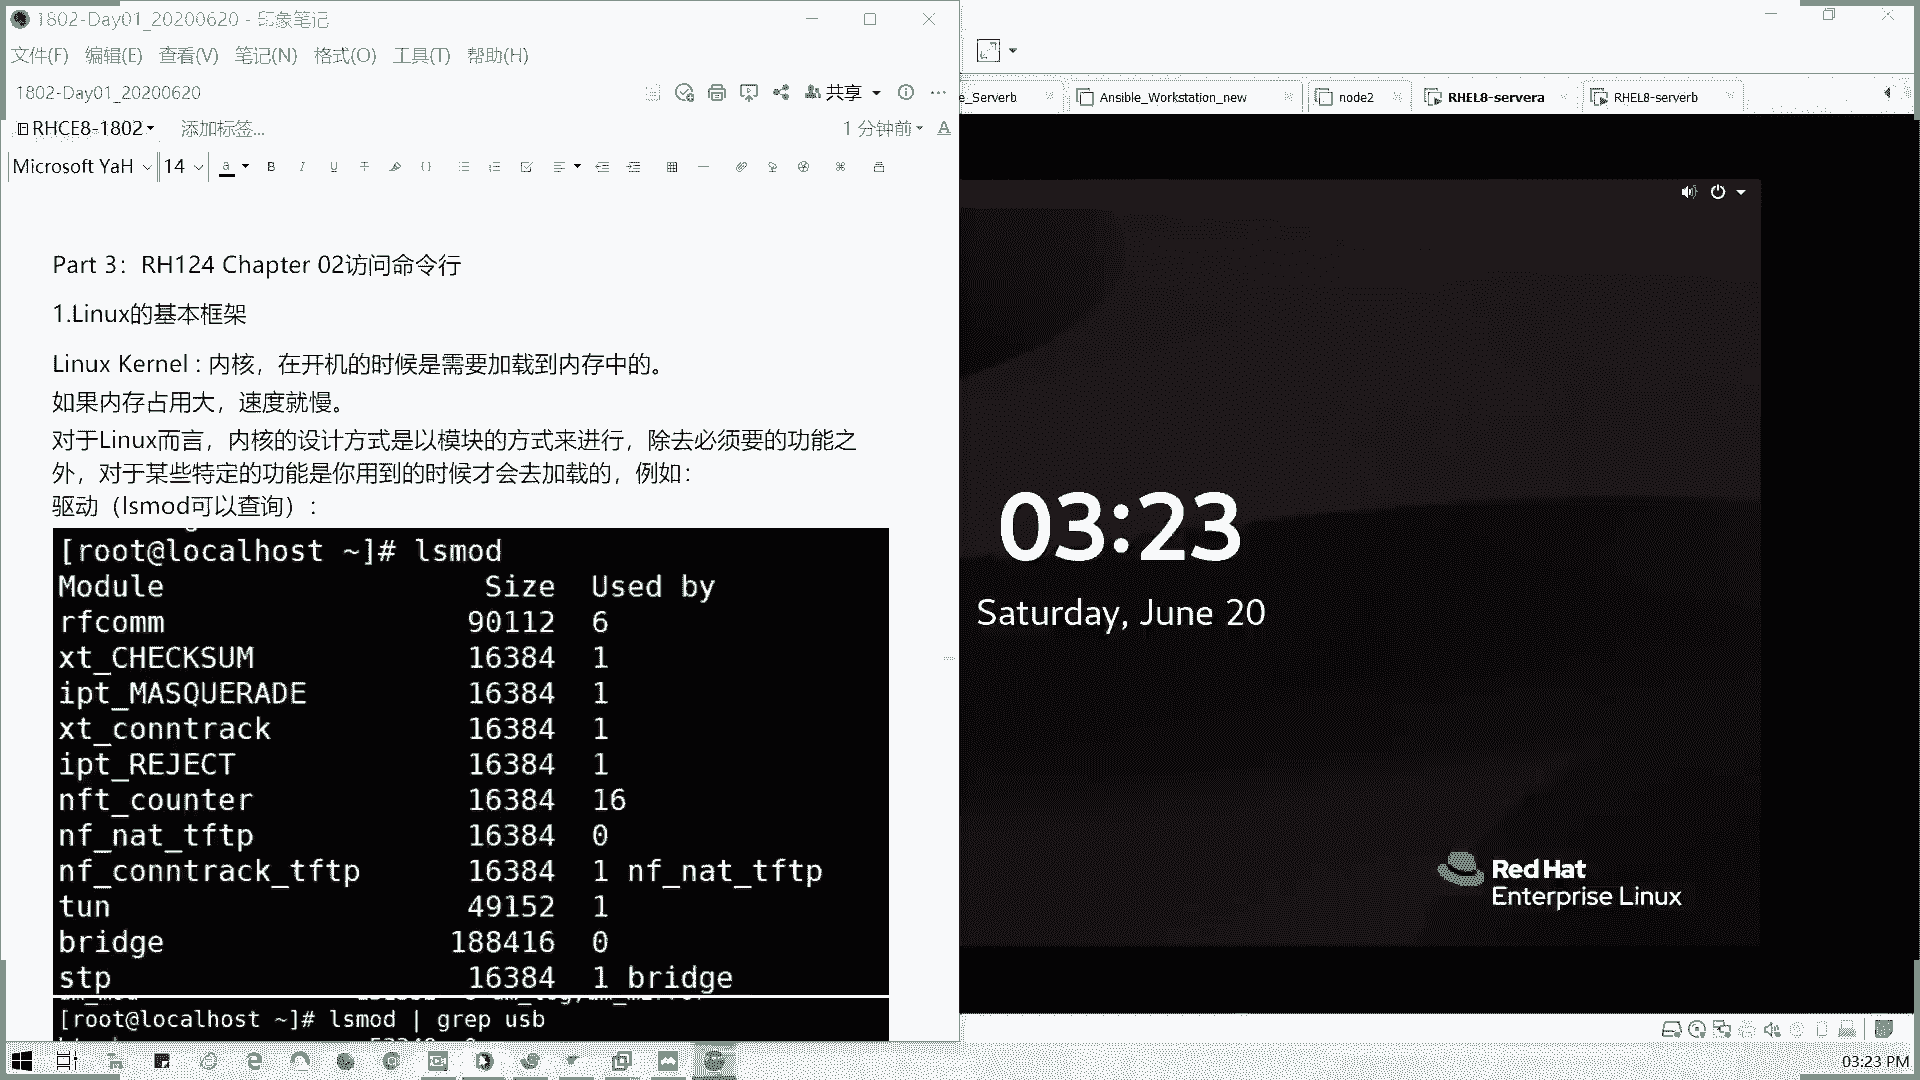 1802-Day01_20200620 - 印象笔记
文件(F) 编辑(E) 查看(V) 笔记(N) 格式(O) 工具(T) 帮助(H)
1802-Day01_20200620
共享
RHCE8-1802
添加标签...
1 分钟前
Microsoft YaH
14
Part 3：RH124 Chapter 02访问命令行
1.Linux的基本框架
Linux Kernel : 内核，在开机的时候是需要加载到内存中的。
如果内存占用大，速度就慢。
对于Linux而言，内核的设计方式是以模块的方式来进行，除去必须要的功能之
外，对于某些特定的功能是你用到的时候才会去加载的，例如：
驱动（lsmod可以查询）：
[root@localhost ~]# lsmod
Module Size Used by
rfcomm 90112 6
xt_CHECKSUM 16384 1
ipt_MASQUERADE 16384 1
xt_conntrack 16384 1
ipt_REJECT 16384 1
nft_counter 16384 16
nf_nat_tftp 16384 0
nf_conntrack_tftp 16384 1 nf_nat_tftp
tun 49152 1
bridge 188416 0
stp 16384 1 bridge
[root@localhost ~]# lsmod | grep usb
e_Serverb
Ansible_Workstation_new
node2
RHEL8-servera
RHEL8-serverb
03:23
Saturday, June 20
Red Hat
Enterprise Linux
03:23 PM